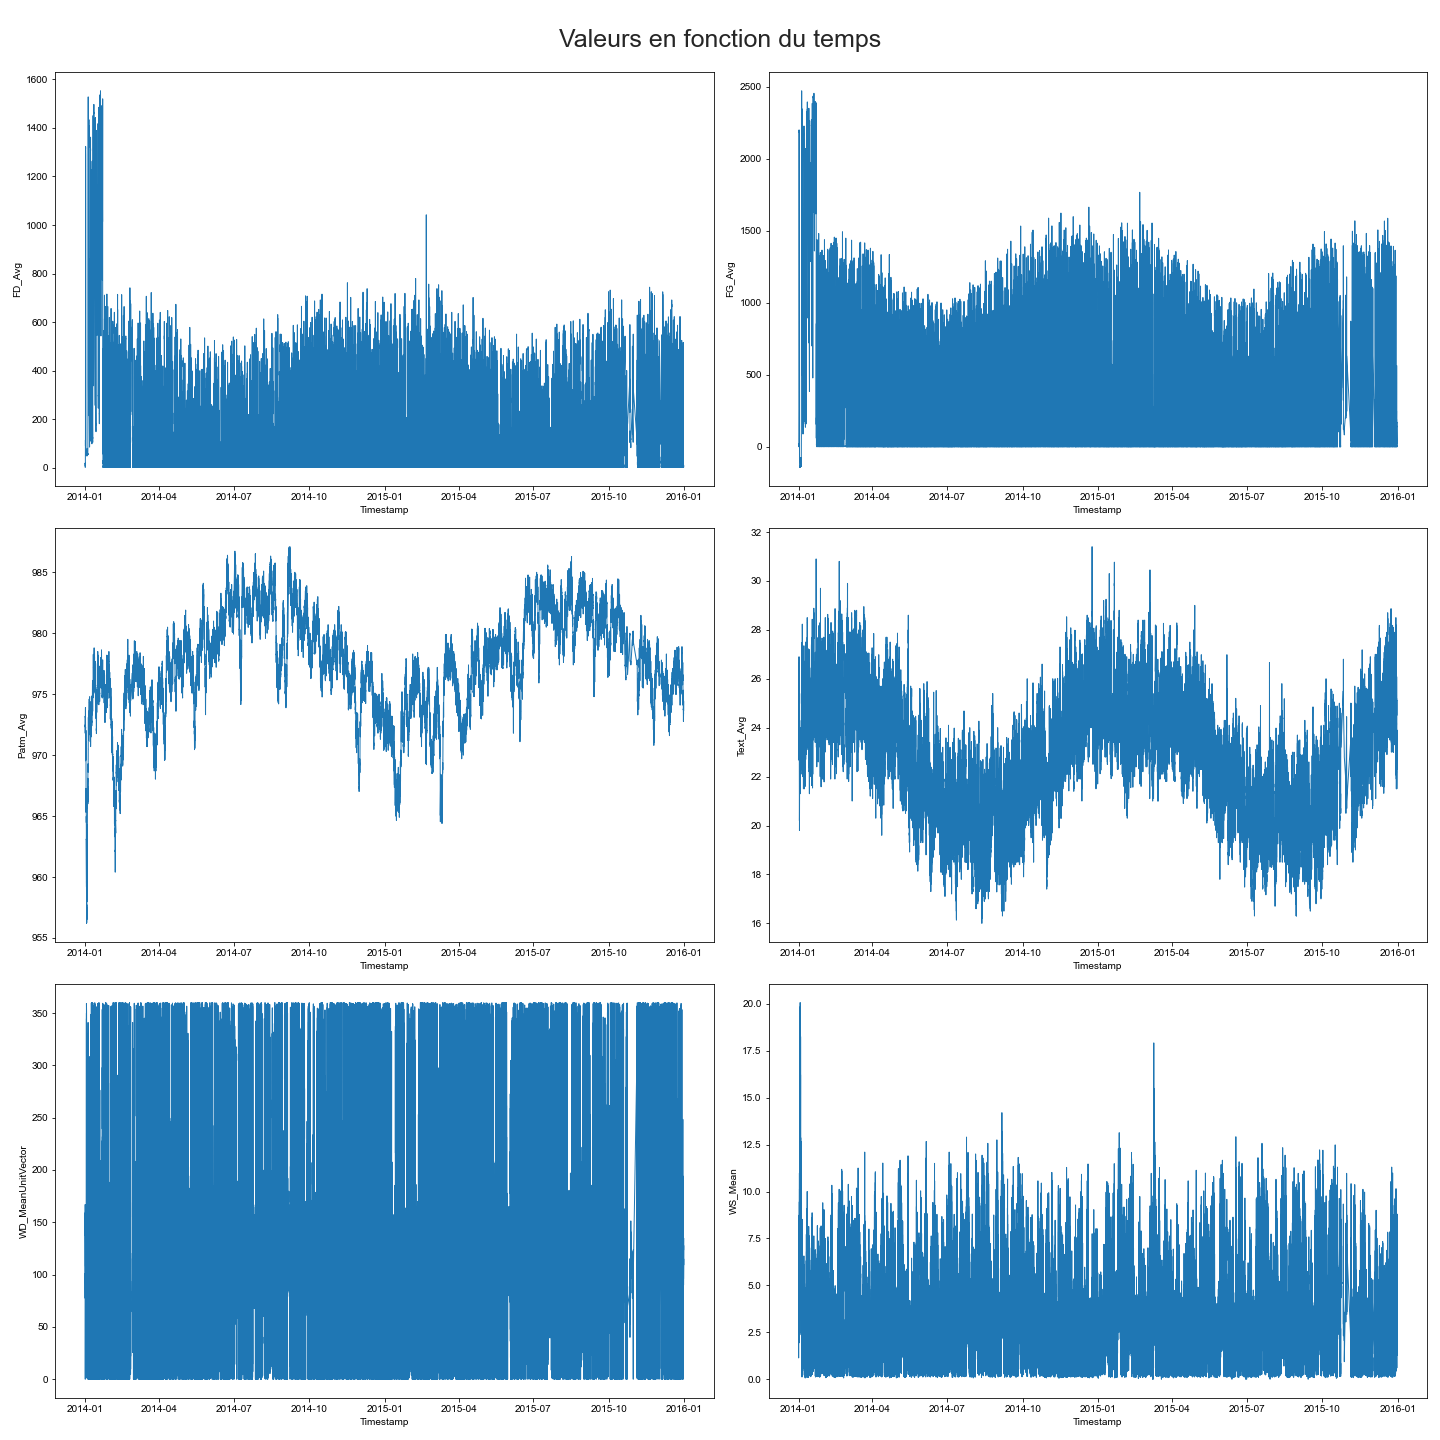 Valeurs en fonction du temps
FD_Avg
1600
1400
1200
1000
800
600
400
200
0
2014-01 2014-04 2014-07 2014-10 2015-01 2015-04 2015-07 2015-10 2016-01
Timestamp
FG_Avg
2500
2000
1500
1000
500
0
2014-01 2014-04 2014-07 2014-10 2015-01 2015-04 2015-07 2015-10 2016-01
Timestamp
Patm_Avg
985
980
975
970
965
960
955
2014-01 2014-04 2014-07 2014-10 2015-01 2015-04 2015-07 2015-10 2016-01
Timestamp
Text_Avg
32
30
28
26
24
22
20
18
16
2014-01 2014-04 2014-07 2014-10 2015-01 2015-04 2015-07 2015-10 2016-01
Timestamp
WD_MeanUnitVector
350
300
250
200
150
100
50
0
2014-01 2014-04 2014-07 2014-10 2015-01 2015-04 2015-07 2015-10 2016-01
Timestamp
WS_Mean
20.0
17.5
15.0
12.5
10.0
7.5
5.0
2.5
0.0
2014-01 2014-04 2014-07 2014-10 2015-01 2015-04 2015-07 2015-10 2016-01
Timestamp